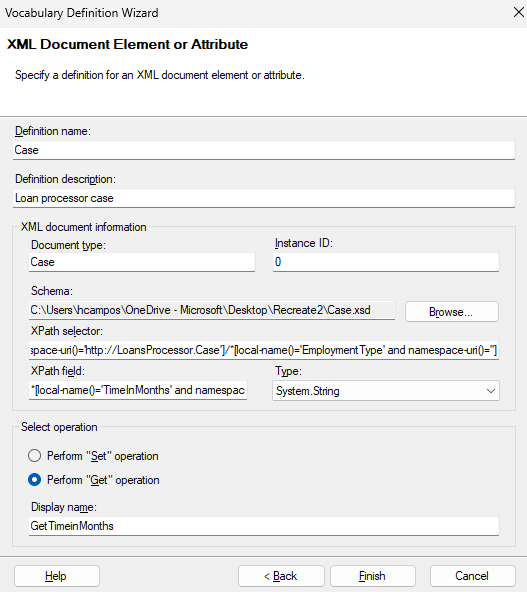 Vocabulary Definition Wizard
XML Document Element or Attribute
Specify a definition for an XML document element or attribute.
Definition name:
Case
Definition description:
Loan processor case
XML document information
Document type:
Instance ID:
Case
0
Schema:
C:\Users\hcampos\OneDrive - Microsoft\Desktop\Recreate2\Case.xsd
Browse...
XPath selector:
space-uri()='http://LoansProcessor.Case']/*[local-name()='EmploymentType' and namespace-uri()='']
XPath field:
Type:
*[local-name()='TimeInMonths' and namespac
System.String
Select operation
Perform "Set" operation
Perform "Get" operation
Display name:
GetTimeinMonths
Help
< Back
Finish
Cancel